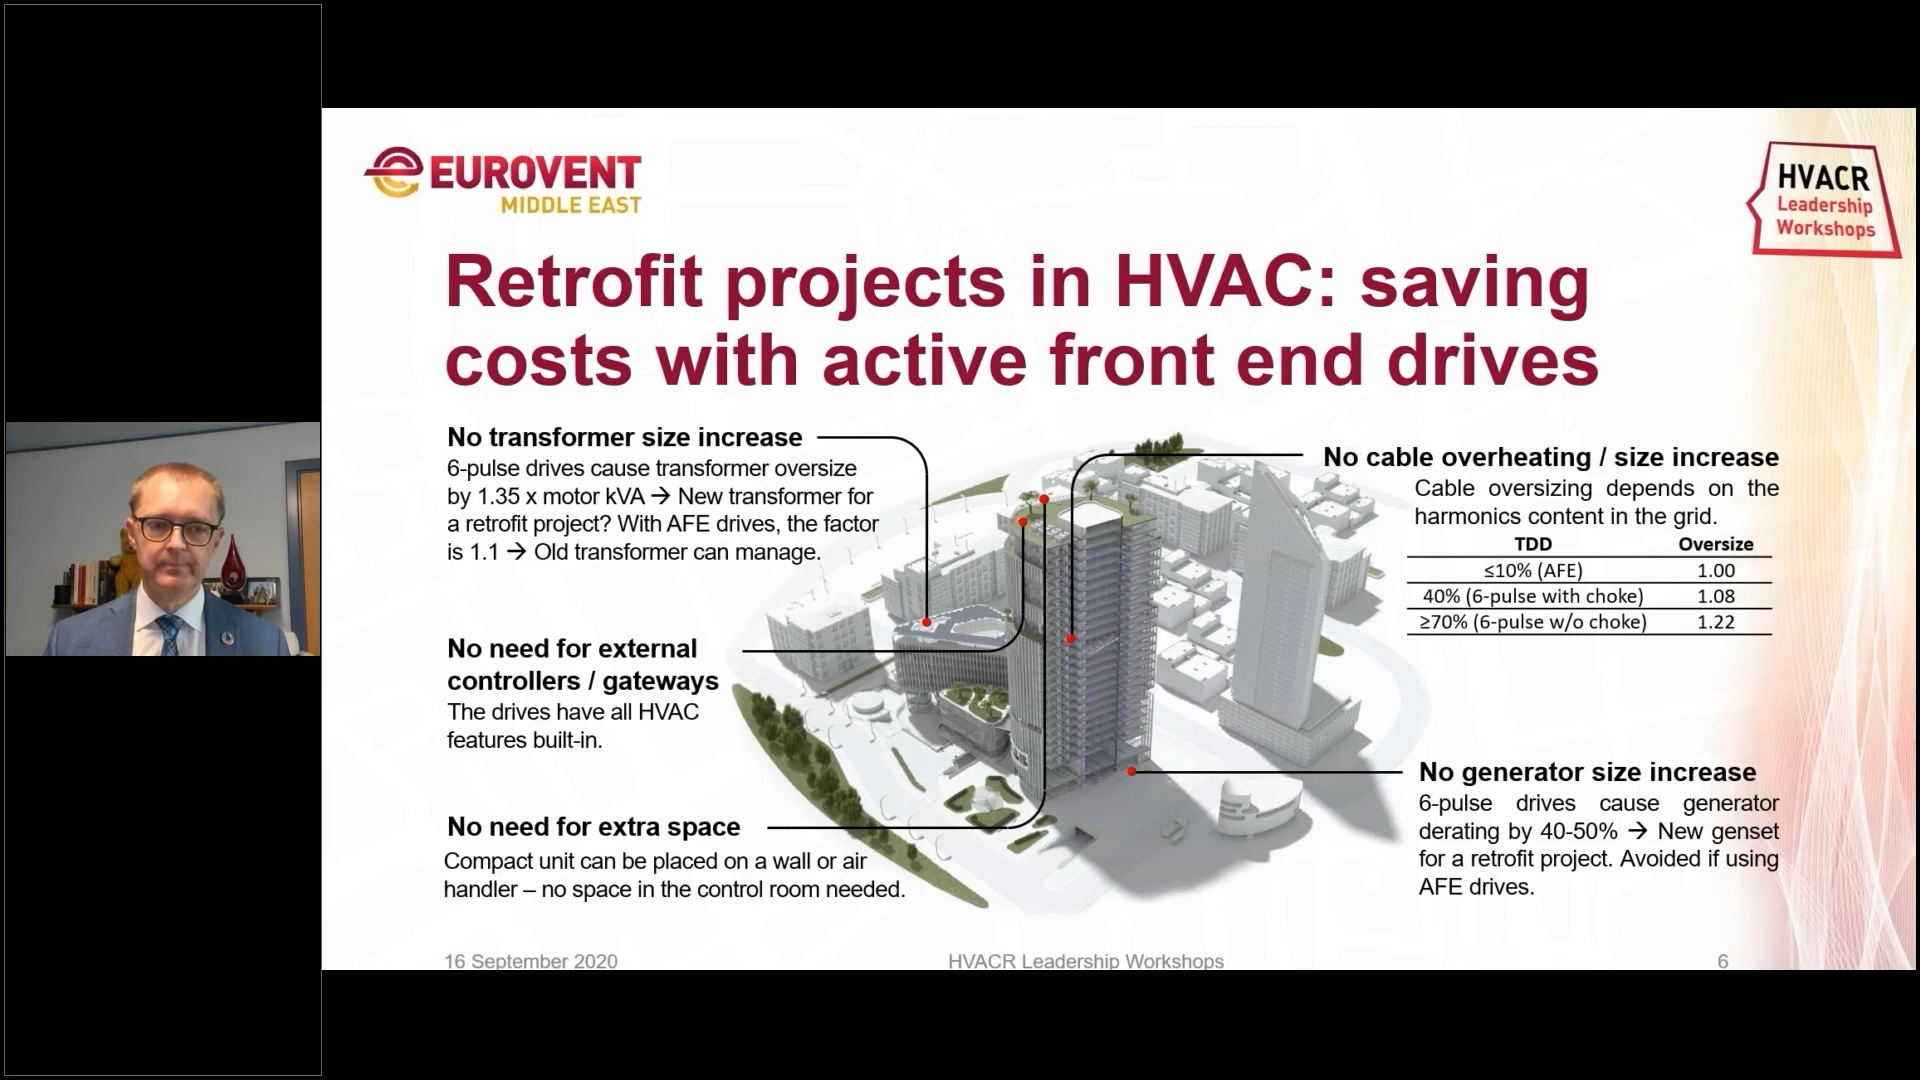 EUROVENT
MIDDLE EAST
HVACR
Leadership
Workshops
Retrofit projects in HVAC: saving
costs with active front end drives
No transformer size increase
6-pulse drives cause transformer oversize
by 1.35 x motor kVA → New transformer for
a retrofit project? With AFE drives, the factor
is 1.1 → Old transformer can manage.
No need for external
controllers / gateways
The drives have all HVAC
features built-in.
No need for extra space
Compact unit can be placed on a wall or air
handler – no space in the control room needed.
No cable overheating / size increase
Cable oversizing depends on the
harmonics content in the grid.
TDD Oversize
≤10% (AFE) 1.00
40% (6-pulse with choke) 1.08
≥70% (6-pulse w/o choke) 1.22
No generator size increase
6-pulse drives cause generator
derating by 40-50% → New genset
for a retrofit project. Avoided if using
AFE drives.
16 September 2020 HVACR Leadership Workshops 6